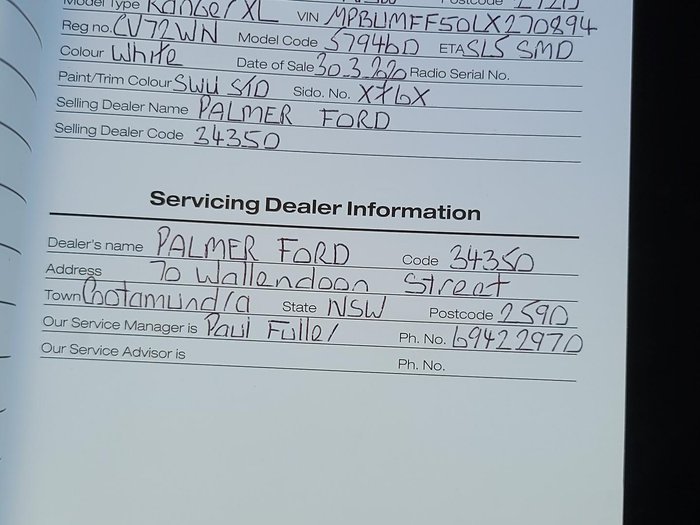 Model Type Ranger XL VIN MPBUMFF50LX270894
Reg no. CV72WN Model Code 57946D ETA SLS SMD
Colour White Date of Sale 30.3.2020 Radio Serial No.
Paint/Trim Colour SWU STD Sido. No. X76X
Selling Dealer Name PALMER FORD
Selling Dealer Code 34350
Servicing Dealer Information
Dealer's name PALMER FORD Code 34350
Address 70 Wallendoon Street
Town Cootamundra State NSW Postcode 2590
Our Service Manager is Paul Fuller Ph. No. 69422970
Our Service Advisor is Ph. No.